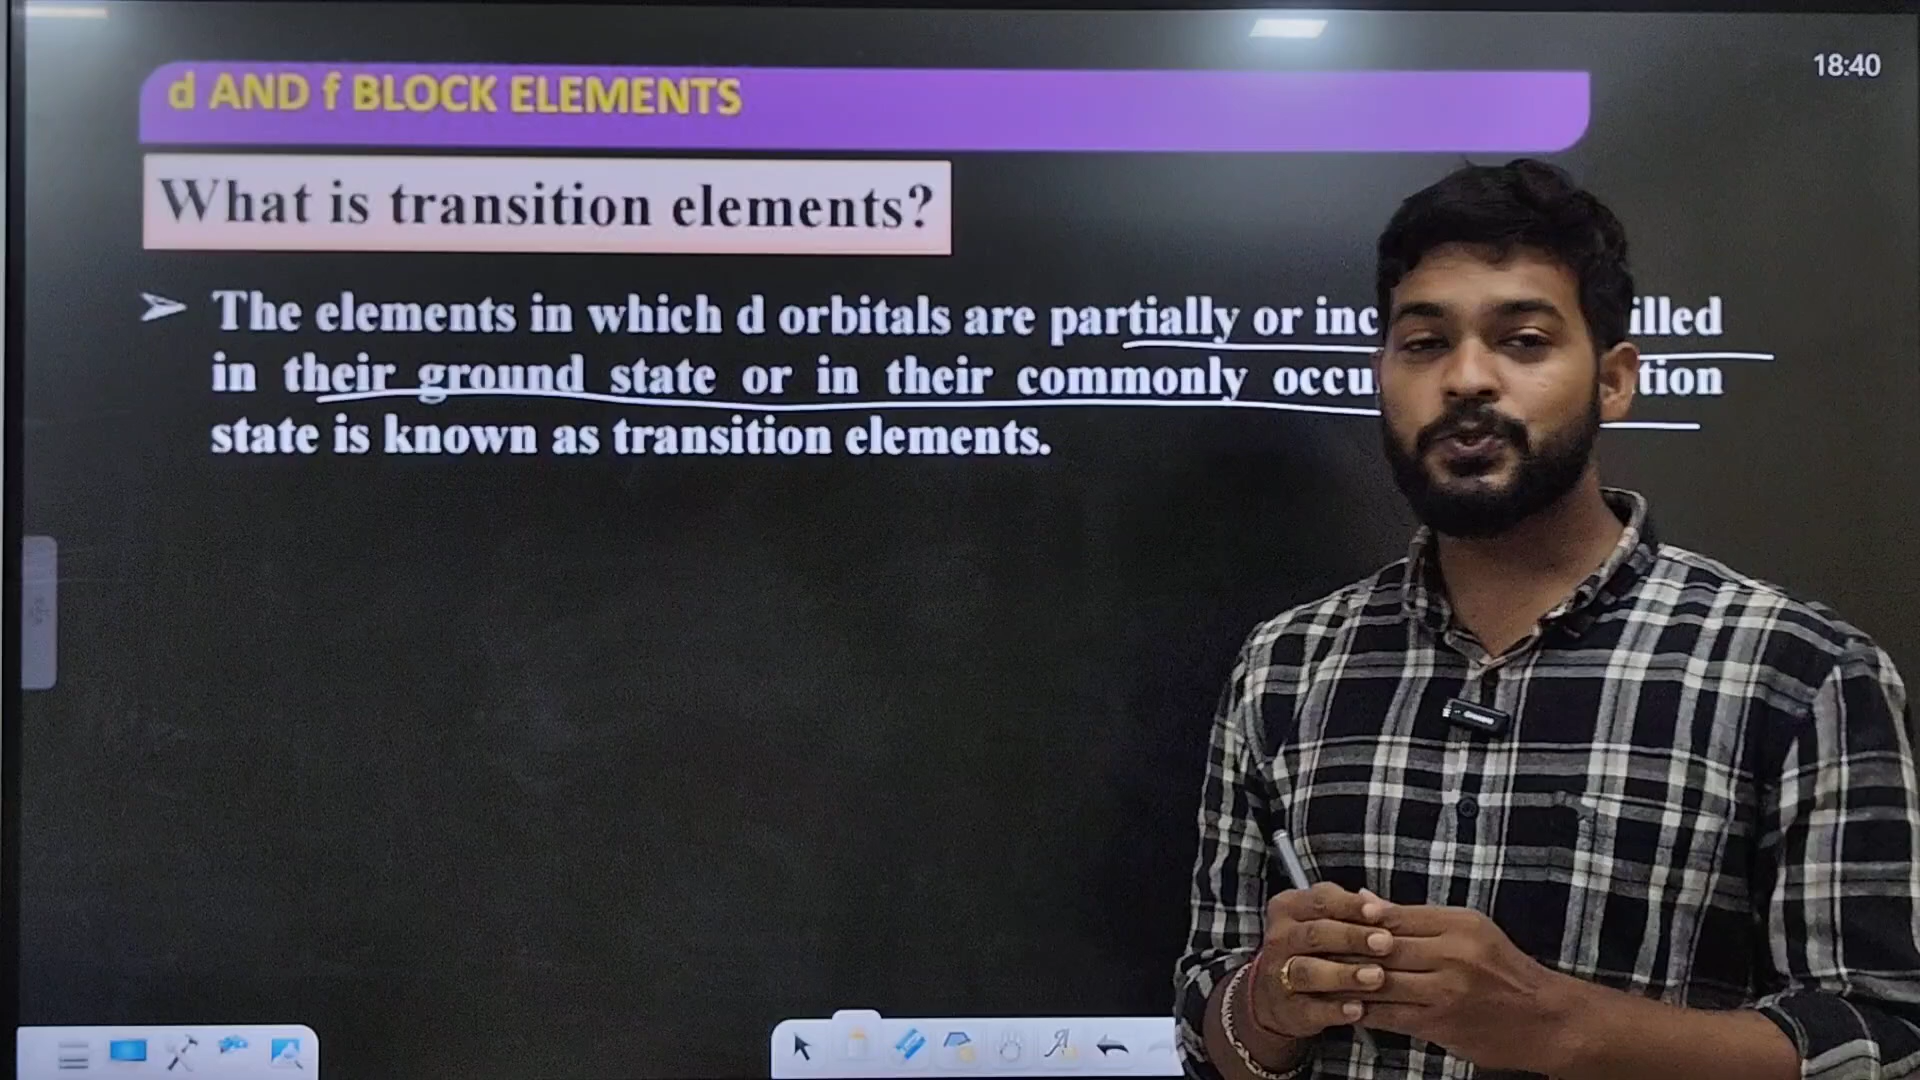 18:40
d AND f BLOCK ELEMENTS
What is transition elements?
➢ The elements in which d orbitals are partially or inc illed
in their ground state or in their commonly occu tion
state is known as transition elements.